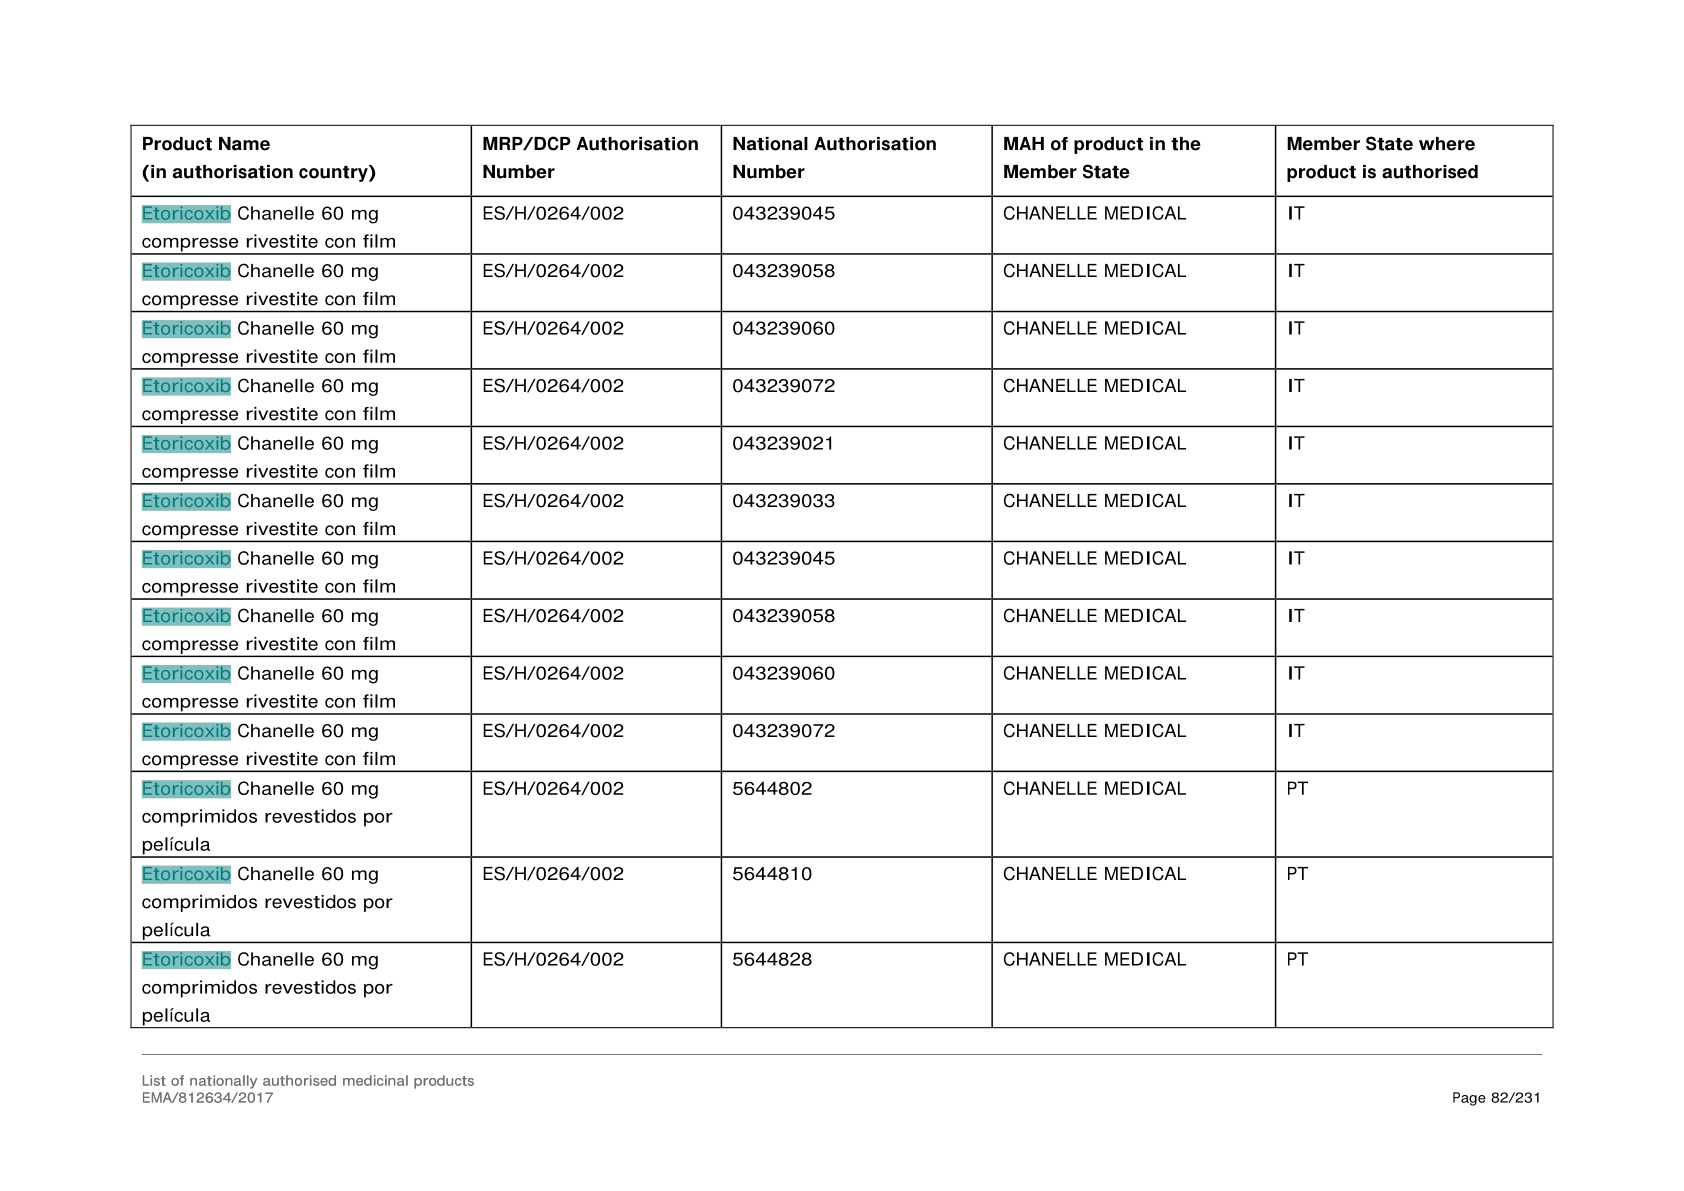 Product Name
(in authorisation country)
MRP/DCP Authorisation
Number
National Authorisation
Number
MAH of product in the
Member State
Member State where
product is authorised
Etoricoxib Chanelle 60 mg
compresse rivestite con film
ES/H/0264/002
043239045
CHANELLE MEDICAL
IT
Etoricoxib Chanelle 60 mg
compresse rivestite con film
ES/H/0264/002
043239058
CHANELLE MEDICAL
IT
Etoricoxib Chanelle 60 mg
compresse rivestite con film
ES/H/0264/002
043239060
CHANELLE MEDICAL
IT
Etoricoxib Chanelle 60 mg
compresse rivestite con film
ES/H/0264/002
043239072
CHANELLE MEDICAL
IT
Etoricoxib Chanelle 60 mg
compresse rivestite con film
ES/H/0264/002
043239021
CHANELLE MEDICAL
IT
Etoricoxib Chanelle 60 mg
compresse rivestite con film
ES/H/0264/002
043239033
CHANELLE MEDICAL
IT
Etoricoxib Chanelle 60 mg
compresse rivestite con film
ES/H/0264/002
043239045
CHANELLE MEDICAL
IT
Etoricoxib Chanelle 60 mg
compresse rivestite con film
ES/H/0264/002
043239058
CHANELLE MEDICAL
IT
Etoricoxib Chanelle 60 mg
compresse rivestite con film
ES/H/0264/002
043239060
CHANELLE MEDICAL
IT
Etoricoxib Chanelle 60 mg
compresse rivestite con film
ES/H/0264/002
043239072
CHANELLE MEDICAL
IT
Etoricoxib Chanelle 60 mg
comprimidos revestidos por
película
ES/H/0264/002
5644802
CHANELLE MEDICAL
PT
Etoricoxib Chanelle 60 mg
comprimidos revestidos por
película
ES/H/0264/002
5644810
CHANELLE MEDICAL
PT
Etoricoxib Chanelle 60 mg
comprimidos revestidos por
película
ES/H/0264/002
5644828
CHANELLE MEDICAL
PT
List of nationally authorised medicinal products
EMA/812634/2017
Page 82/231